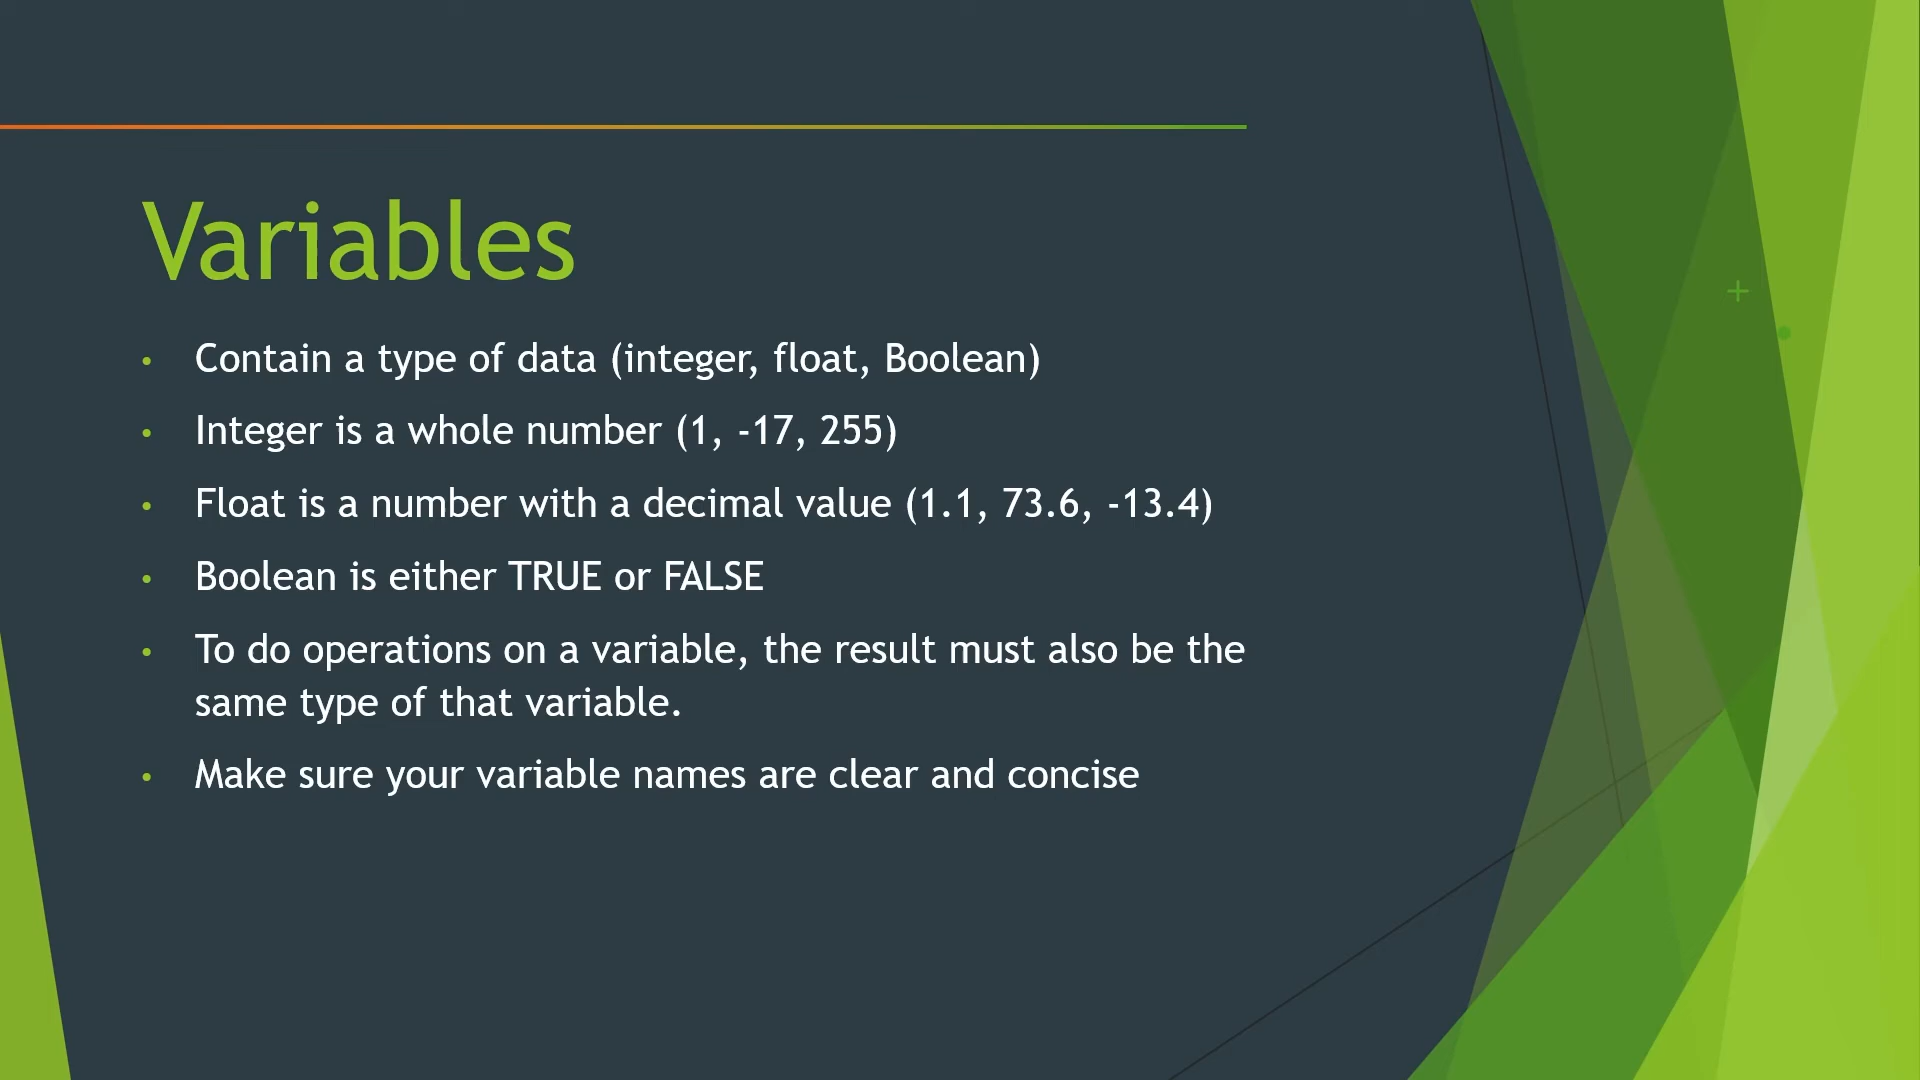 Variables
• Contain a type of data (integer, float, Boolean)
• Integer is a whole number (1, -17, 255)
• Float is a number with a decimal value (1.1, 73.6, -13.4)
• Boolean is either TRUE or FALSE
• To do operations on a variable, the result must also be the
same type of that variable.
• Make sure your variable names are clear and concise